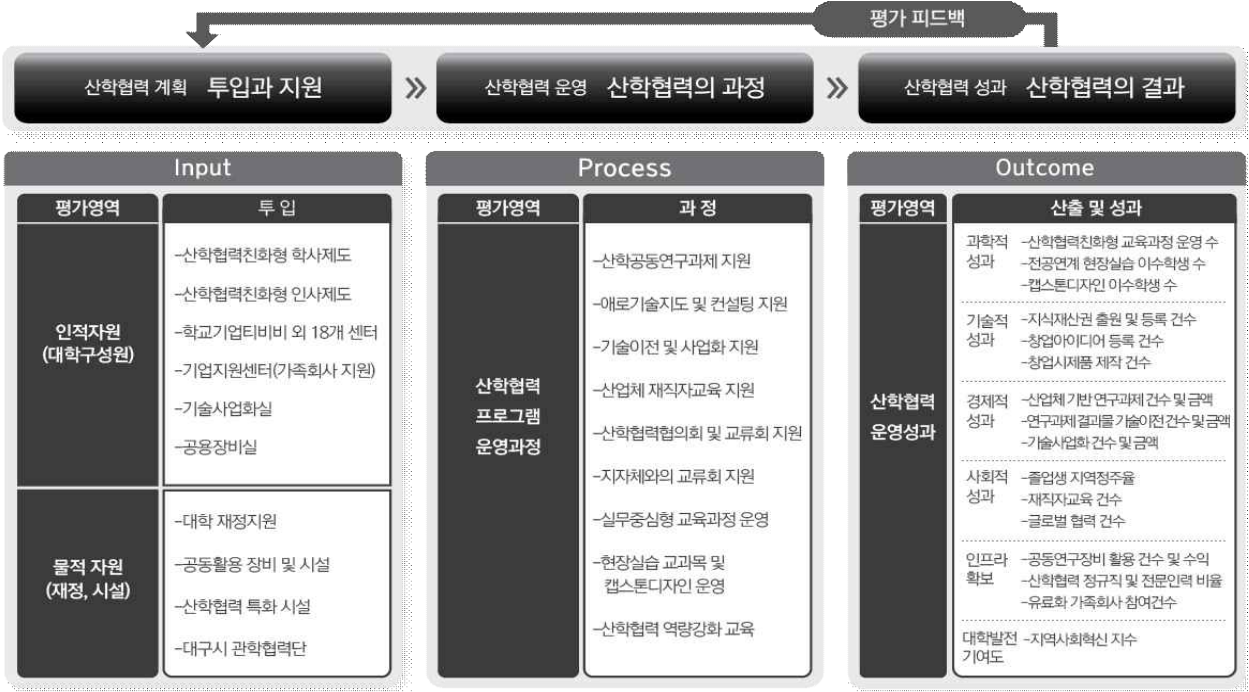 평가 피드백
산학협력 계획 투입과 지원
산학협력 운영 산학협력의 과정
산학협력 성과 산학협력의 결과
Input
평가영역 투 입
인적자원
(대학구성원)
-산학협력친화형 학사제도
-산학협력친화형 인사제도
-학교기업티비비 외 18개 센터
-기업지원센터(가족회사 지원)
-기술사업화실
-공용장비실
물적 자원
(재정, 시설)
-대학 재정지원
-공동활용 장비 및 시설
-산학협력 특화 시설
-대구시 관학협력단
Process
평가영역 과 정
산학협력
프로그램
운영과정
-산학공동연구과제 지원
-애로기술지도 및 컨설팅 지원
-기술이전 및 사업화 지원
-산업체 재직자교육 지원
-산학협력협의회 및 교류회 지원
-지자체와의 교류회 지원
-실무중심형 교육과정 운영
-현장실습 교과목 및
캡스톤디자인 운영
-산학협력 역량강화 교육
Outcome
평가영역 산출 및 성과
산학협력
운영성과
과학적
성과
-산학협력친화형 교육과정 운영 수
-전공연계 현장실습 이수학생 수
-캡스톤디자인 이수학생 수
기술적
성과
-지식재산권 출원 및 등록 건수
-창업아이디어 등록 건수
-창업시제품 제작 건수
경제적
성과
-산업체 기반 연구과제 건수 및 금액
-연구과제 결과물 기술이전 건수 및 금액
-기술사업화 건수 및 금액
사회적
성과
-졸업생 지역정주율
-재직자교육 건수
-글로벌 협력 건수
인프라
확보
-공동연구장비 활용 건수 및 수익
-산학협력 정규직 및 전문인력 비율
-유료화 가족회사 참여건수
대학발전
기여도
-지역사회혁신 지수